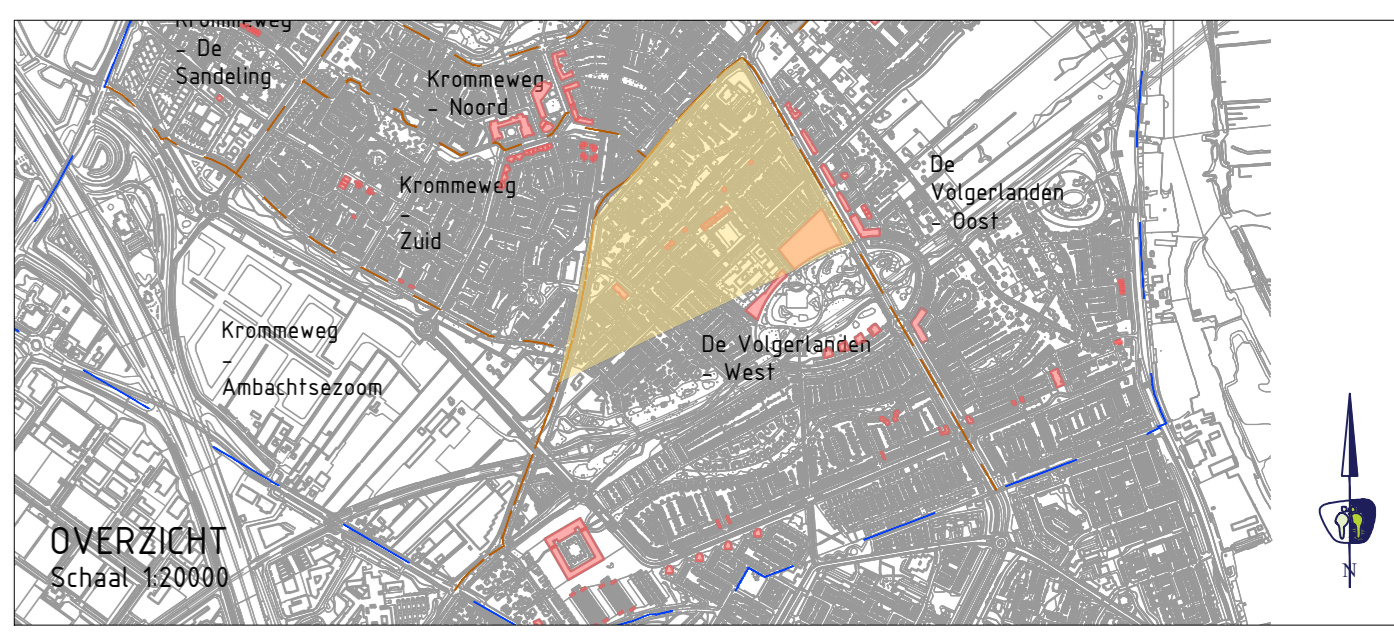 Krommeweg
- De
Sandeling
Krommeweg
- Noord
Krommeweg
-
Zuid
De
Volgerlanden
- Oost
Krommeweg
-
Ambachtsezoom
De Volgerlanden
- West
OVERZICHT
Schaal 1:20000
N